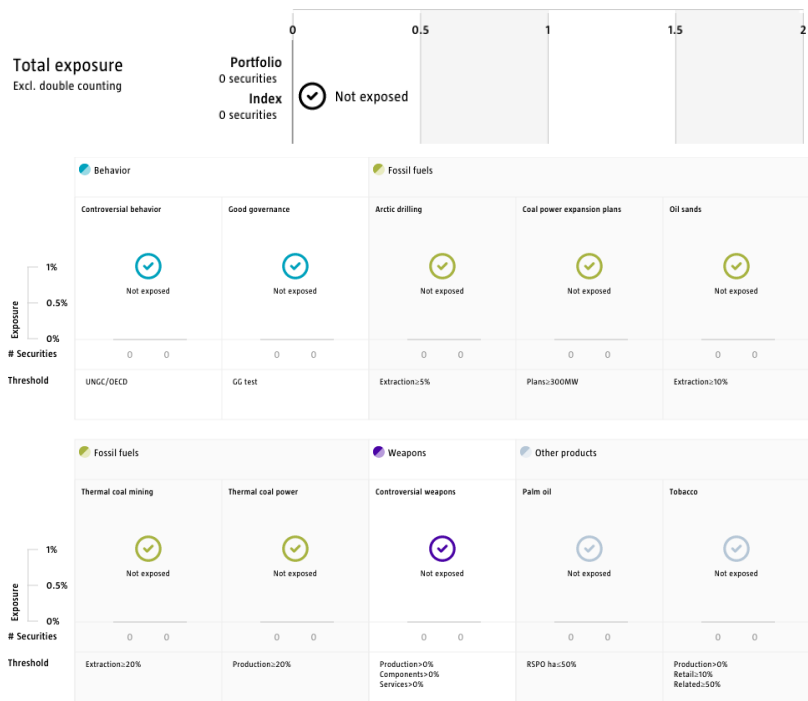 0 0.5 1 1.5 2
Total exposure
Excl. double counting
Portfolio
0 securities
Index
0 securities
Not exposed
Behavior Fossil fuels
Controversial behavior Good governance Arctic drilling Coal power expansion plans Oil sands
Not exposed Not exposed Not exposed Not exposed Not exposed
Exposure
1%
0.5%
0%
# Securities 0 0 0 0 0 0 0 0 0 0
Threshold UNGC/OECD GG test Extraction≥5% Plans≥300MW Extraction≥10%
Fossil fuels Weapons Other products
Thermal coal mining Thermal coal power Controversial weapons Palm oil Tobacco
Not exposed Not exposed Not exposed Not exposed Not exposed
Exposure
1%
0.5%
0%
# Securities 0 0 0 0 0 0 0 0 0 0
Threshold Extraction≥20% Production≥20% Production>0% RSPO ha≤50% Production>0%
Components>0% Retail≥10%
Services>0% Related≥50%